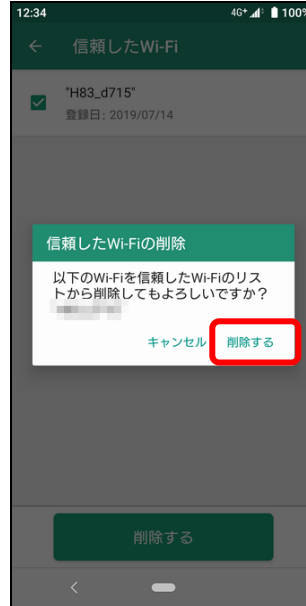 12:34 4G+ 100%
信頼したWi-Fi
"H83_d715"
登録日: 2019/07/14
信頼したWi-Fiの削除
以下のWi-Fiを信頼したWi-Fiのリス
トから削除してもよろしいですか？
キャンセル 削除する
削除する